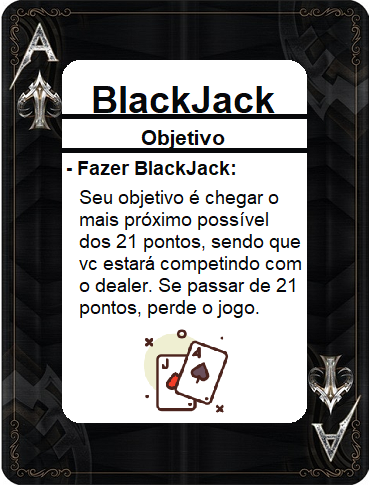 A
BlackJack
Objetivo
- Fazer BlackJack:
Seu objetivo é chegar o
mais próximo possível
dos 21 pontos, sendo que
vc estará competindo com
o dealer. Se passar de 21
pontos, perde o jogo.
A
J
A